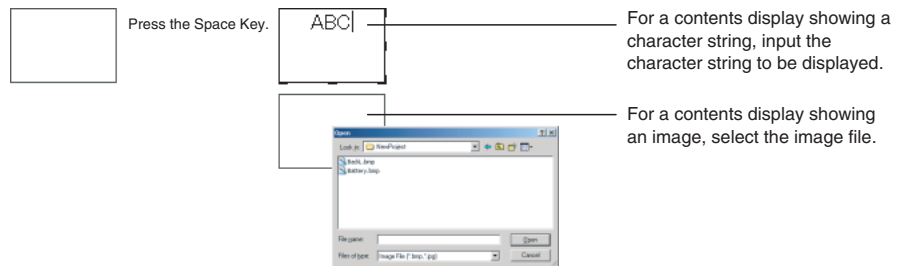 Press the Space Key.
ABC
For a contents display showing a
character string, input the
character string to be displayed.
For a contents display showing
an image, select the image file.
Open
Look in: NewProject
Back.bmp
Battery.bmp
File name:
Open
Files of type: Image File (*.bmp,*.jpg)
Cancel